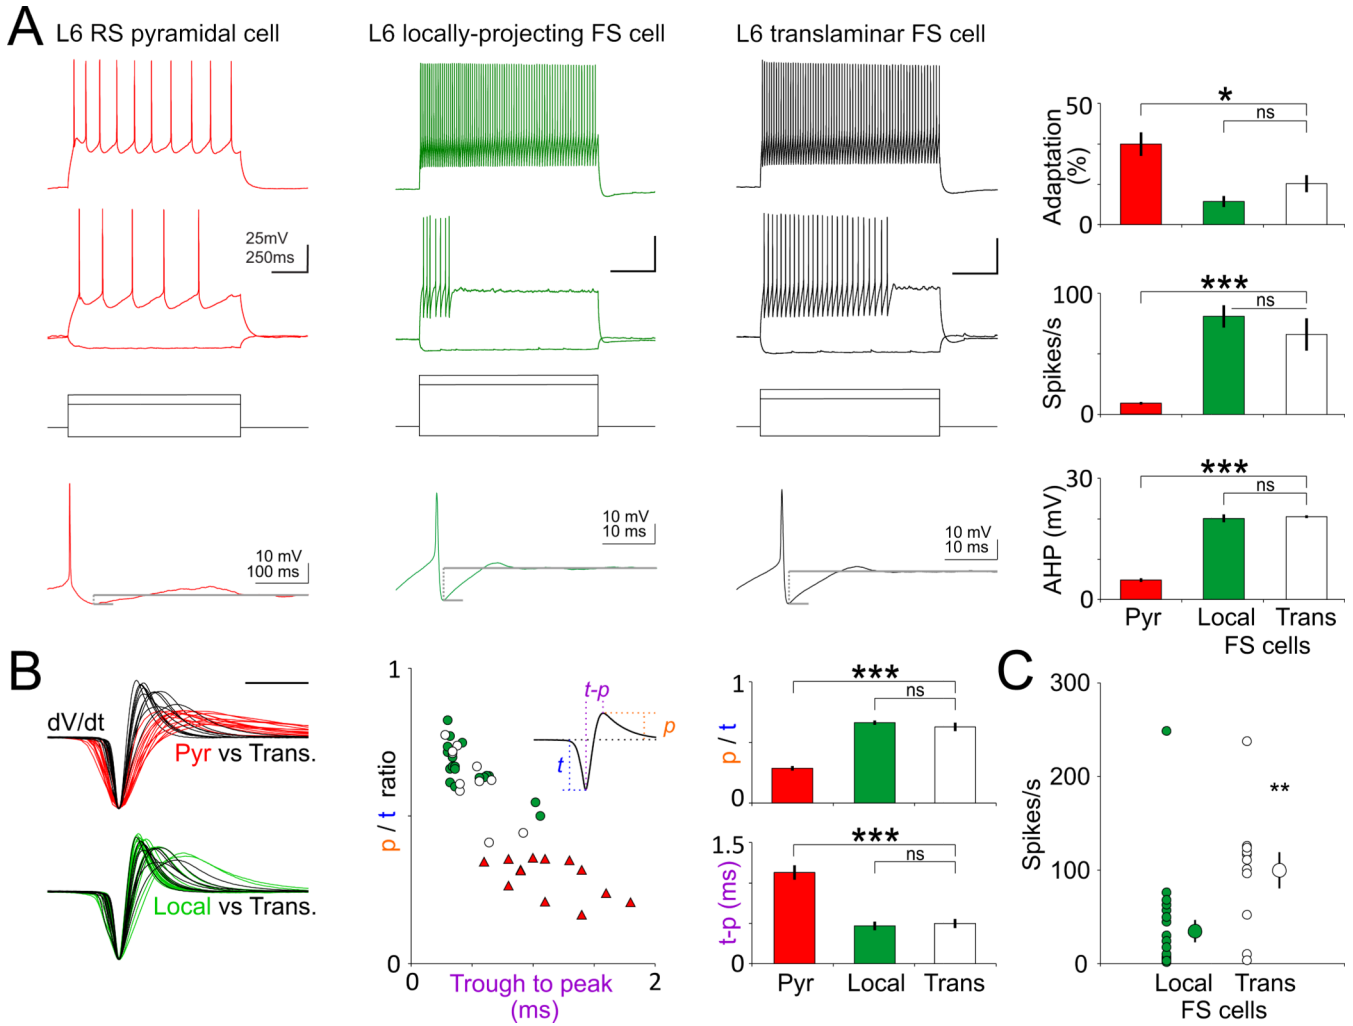 A
L6 RS pyramidal cell
L6 locally-projecting FS cell
L6 translaminar FS cell
25mV
250ms
10 mV
100 ms
10 mV
10 ms
10 mV
10 ms
Adaptation
(%)
50
0
*
ns
Spikes/s
100
0
***
ns
AHP (mV)
30
0
***
ns
Pyr
Local
Trans
FS cells
B
dV/dt
Pyr vs Trans.
Local vs Trans.
p / t ratio
1
0
0
2
Trough to peak
(ms)
t-p
p
t
p / t
1
0
***
ns
t-p (ms)
1.5
0
***
ns
Pyr
Local
Trans
C
Spikes/s
300
200
100
0
**
Local
Trans
FS cells